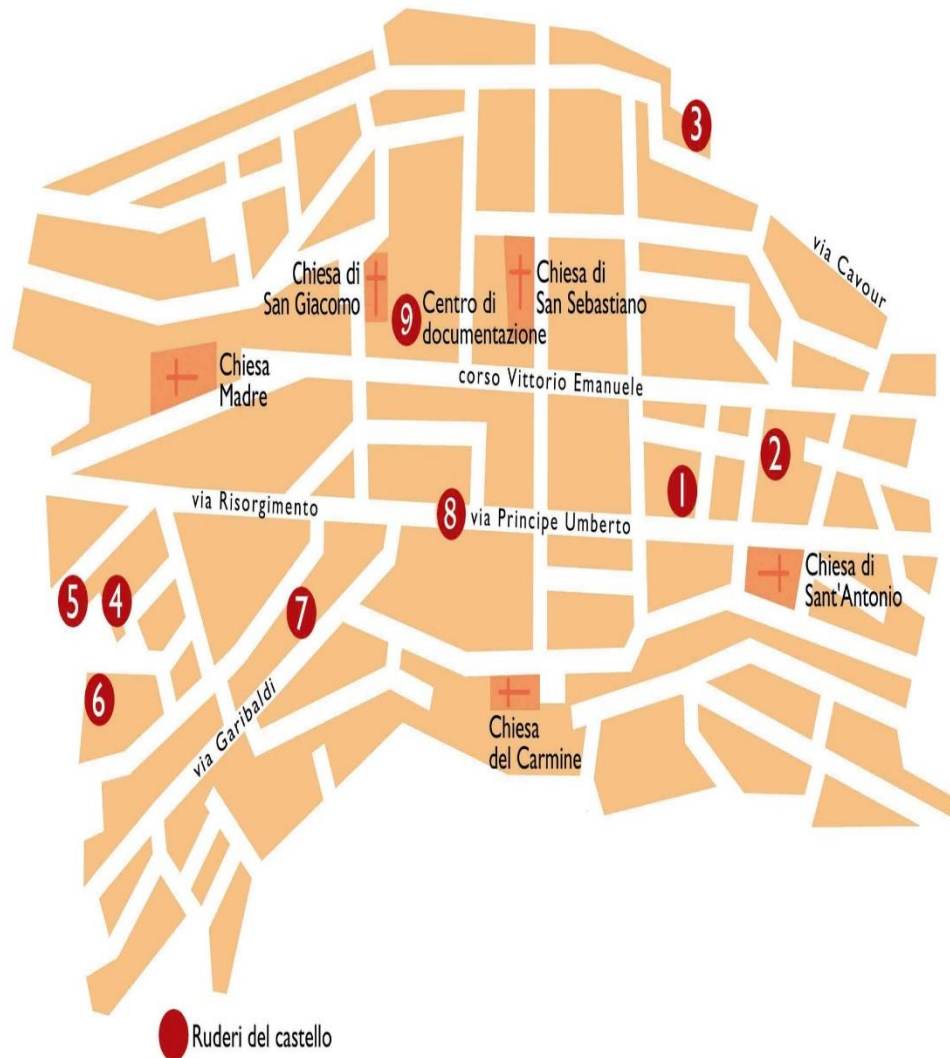 3
via Cavour
Chiesa di
San Giacomo
9
Centro di
documentazione
Chiesa di
San Sebastiano
Chiesa
Madre
corso Vittorio Emanuele
2
1
via Risorgimento
8
via Principe Umberto
Chiesa di
Sant'Antonio
5
4
7
6
via Garibaldi
Chiesa
del Carmine
Ruderi del castello